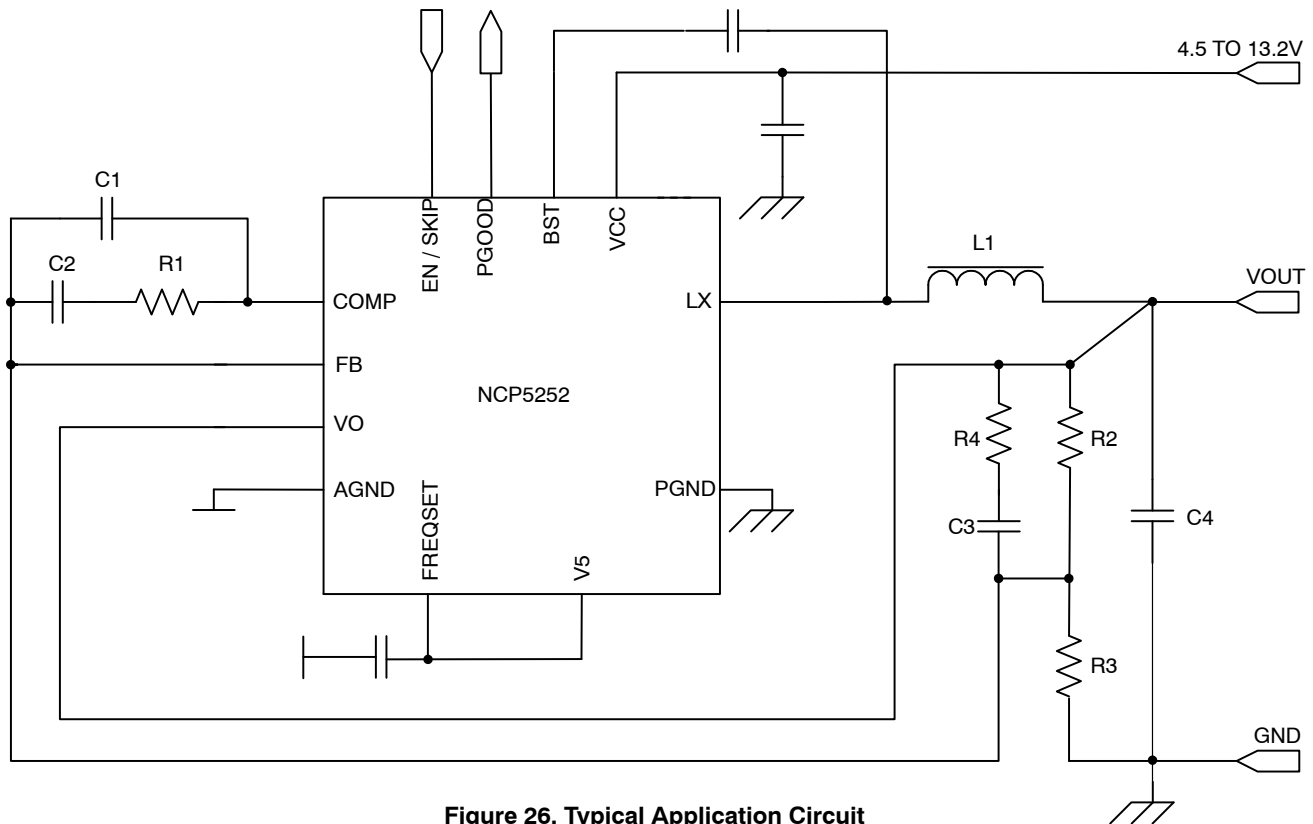 4.5 TO 13.2V
C1
EN / SKIP
PGOOD
BST
VCC
L1
C2
R1
VOUT
COMP
LX
FB
NCP5252
VO
R4
R2
AGND
FREQSET
PGND
C3
C4
V5
R3
GND
Figure 26. Typical Application Circuit